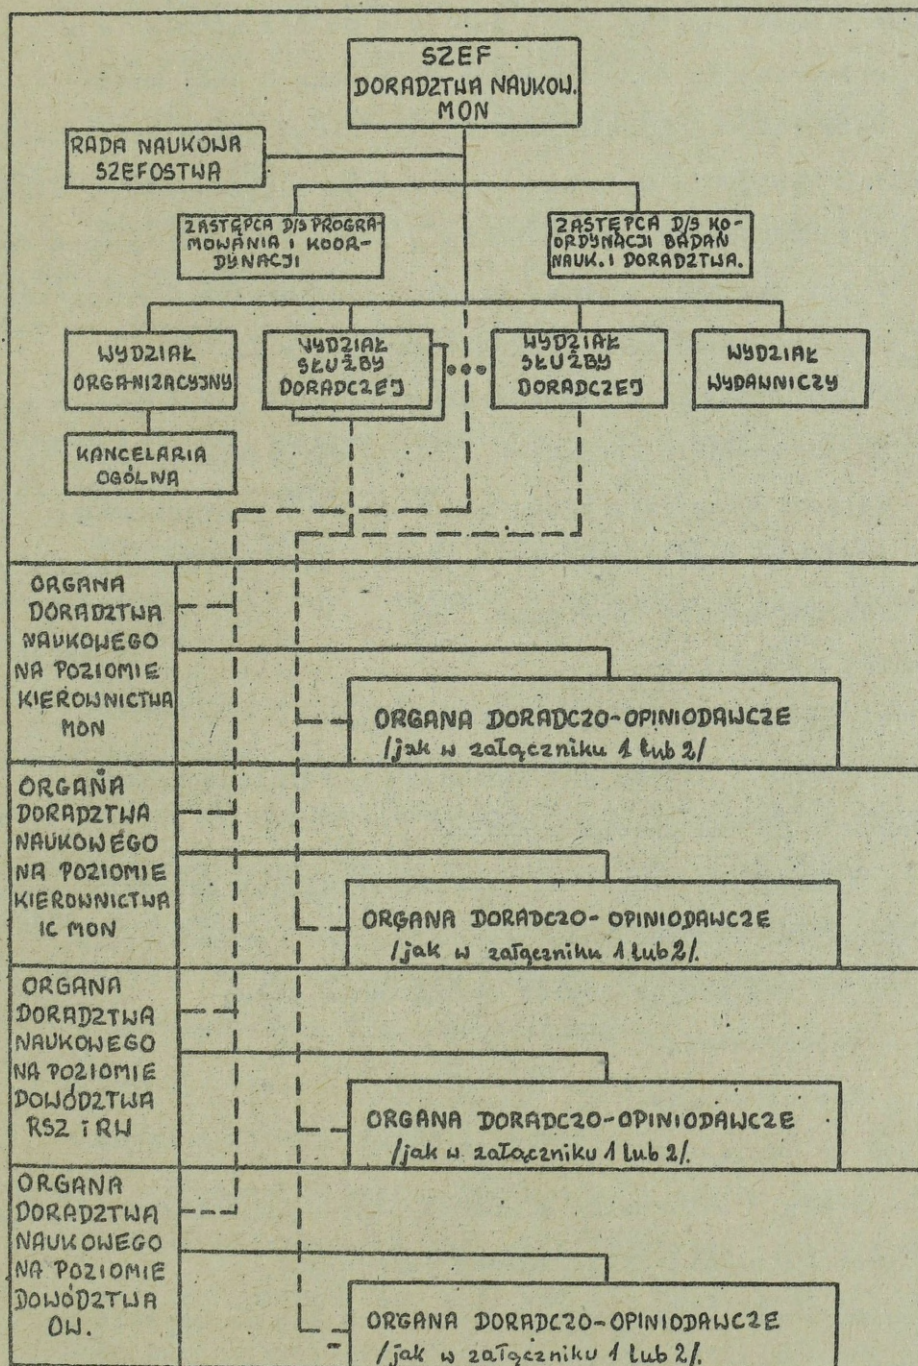 SZEF
DORADZTWA NAUKOW.
MON
RADA NAUKOWA
SZEFOSTWA
ZASTĘPCA D/S PROGRA-
MOWANIA I KOOR-
DYNACJI
ZASTĘPCA D/S KO-
ORDYNACJI BADAŃ
NAUK. I DORADZTWA.
WYDZIAŁ
ORGANIZACYJNY
WYDZIAŁ
SŁUŻBY
DORADCZEJ
WYDZIAŁ
SŁUŻBY
DORADCZEJ
WYDZIAŁ
WYDAWNICZY
KANCELARIA
OGÓLNA
ORGANA
DORADZTWA
NAUKOWEGO
NA POZIOMIE
KIEROWNICTWA
MON
ORGANA DORADCZO-OPINIODAWCZE
/jak w załączniku 1 lub 2/
ORGANA
DORADZTWA
NAUKOWEGO
NA POZIOMIE
KIEROWNICTWA
IC MON
ORGANA DORADCZO-OPINIODAWCZE
/jak w załączniku 1 lub 2/.
ORGANA
DORADZTWA
NAUKOWEGO
NA POZIOMIE
DOWÓDZTWA
RSZ i RW
ORGANA DORADCZO-OPINIODAWCZE
/jak w załączniku 1 lub 2/.
ORGANA
DORADZTWA
NAUKOWEGO
NA POZIOMIE
DOWÓDZTWA
OW.
ORGANA DORADCZO-OPINIODAWCZE
/jak w załączniku 1 lub 2/.